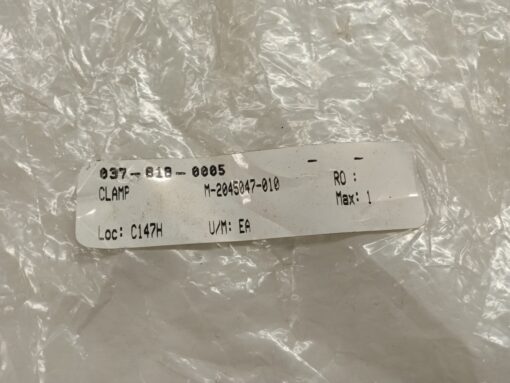 037-818-0005 - -
CLAMP M-2045047-010 RO :
Max: 1
Loc: C147H U/M: EA